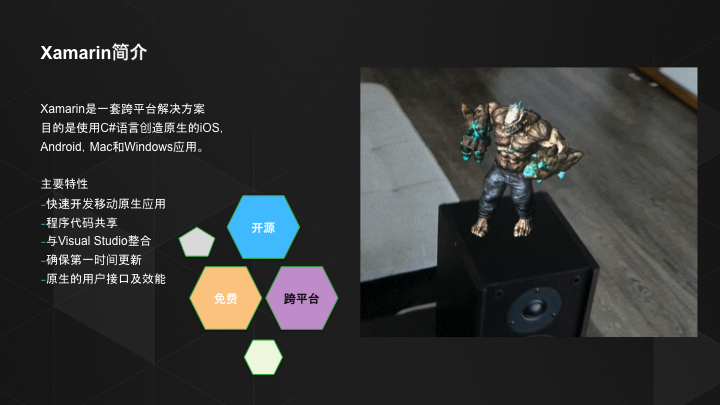 Xamarin简介
Xamarin是一套跨平台解决方案
目的是使用C#语言创造原生的iOS,
Android, Mac和Windows应用。
主要特性
-快速开发移动原生应用
-程序代码共享
-与Visual Studio整合
-确保第一时间更新
-原生的用户接口及效能
开源
免费
跨平台